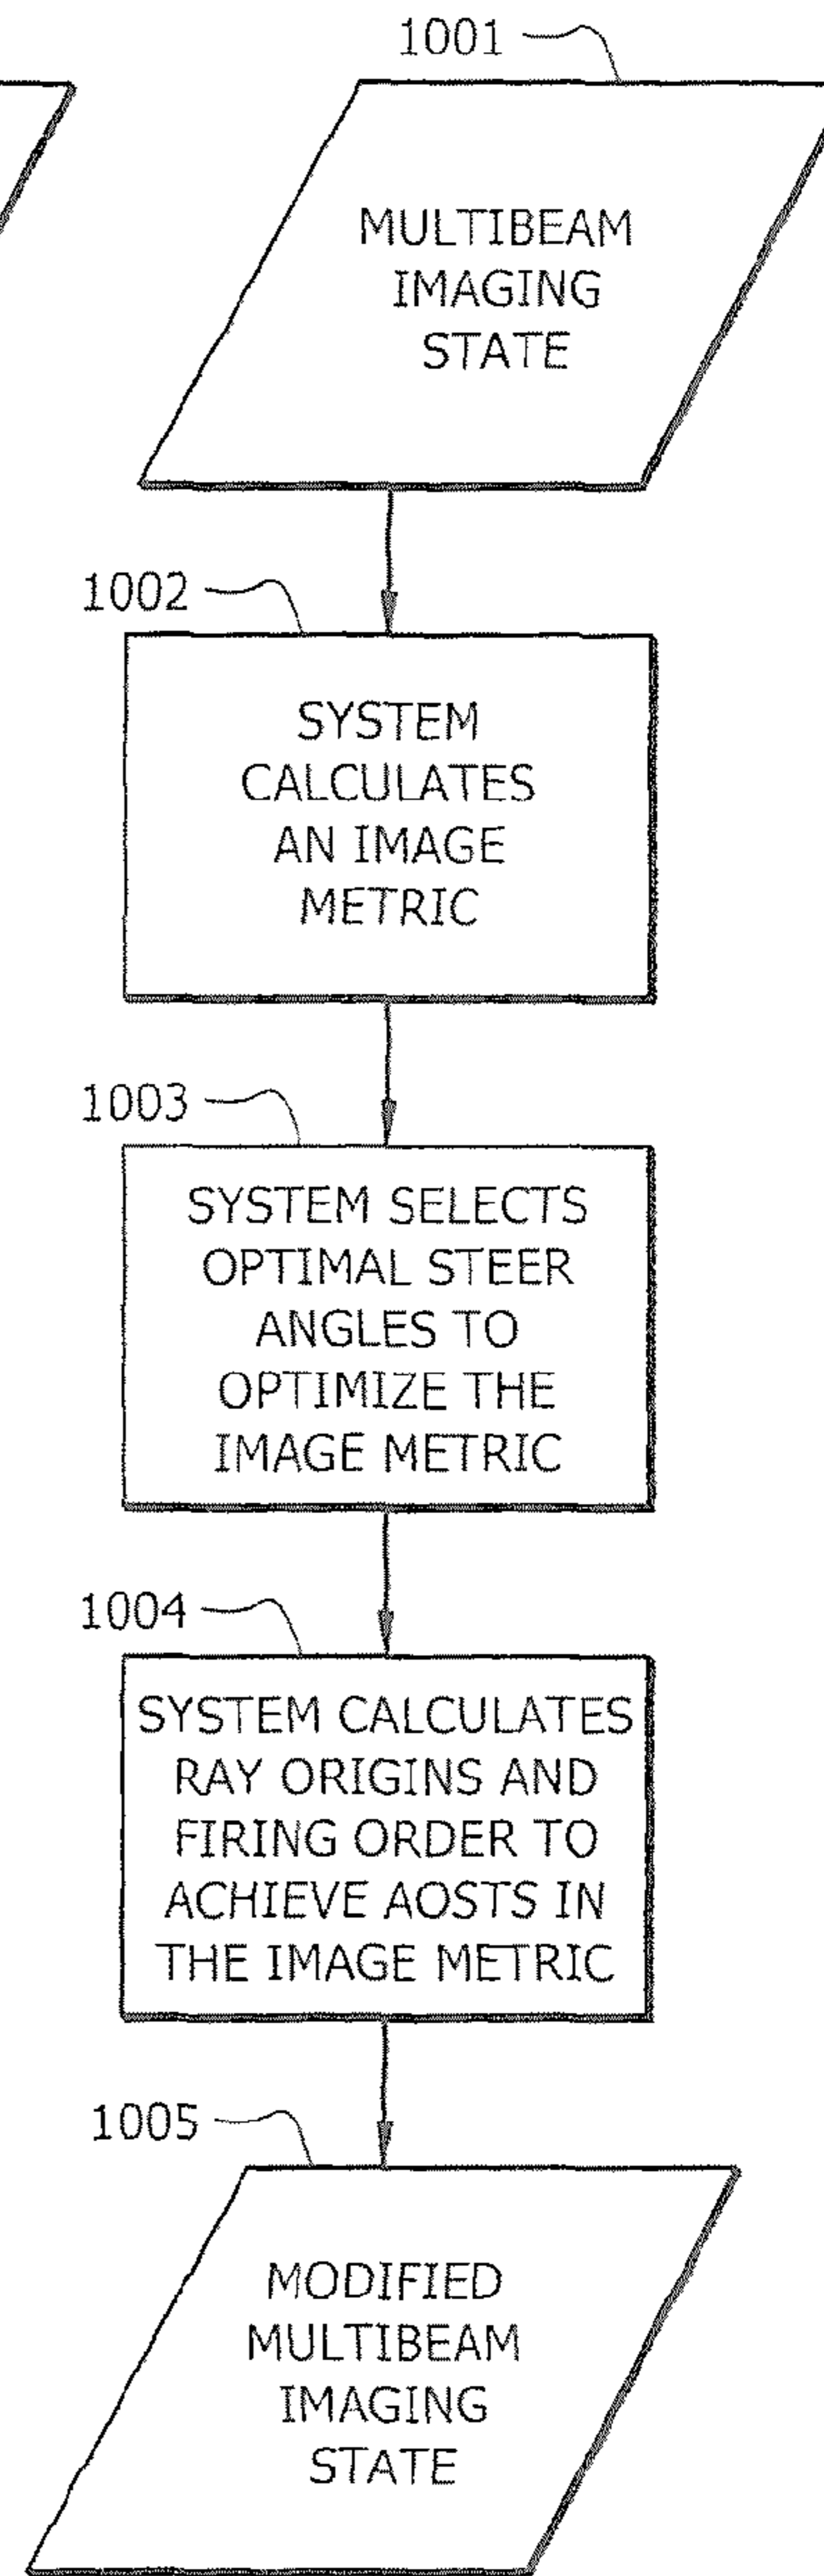 1001
MULTIBEAM
IMAGING
STATE
1002
SYSTEM
CALCULATES
AN IMAGE
METRIC
1003
SYSTEM SELECTS
OPTIMAL STEER
ANGLES TO
OPTIMIZE THE
IMAGE METRIC
1004
SYSTEM CALCULATES
RAY ORIGINS AND
FIRING ORDER TO
ACHIEVE AOSTS IN
THE IMAGE METRIC
1005
MODIFIED
MULTIBEAM
IMAGING
STATE